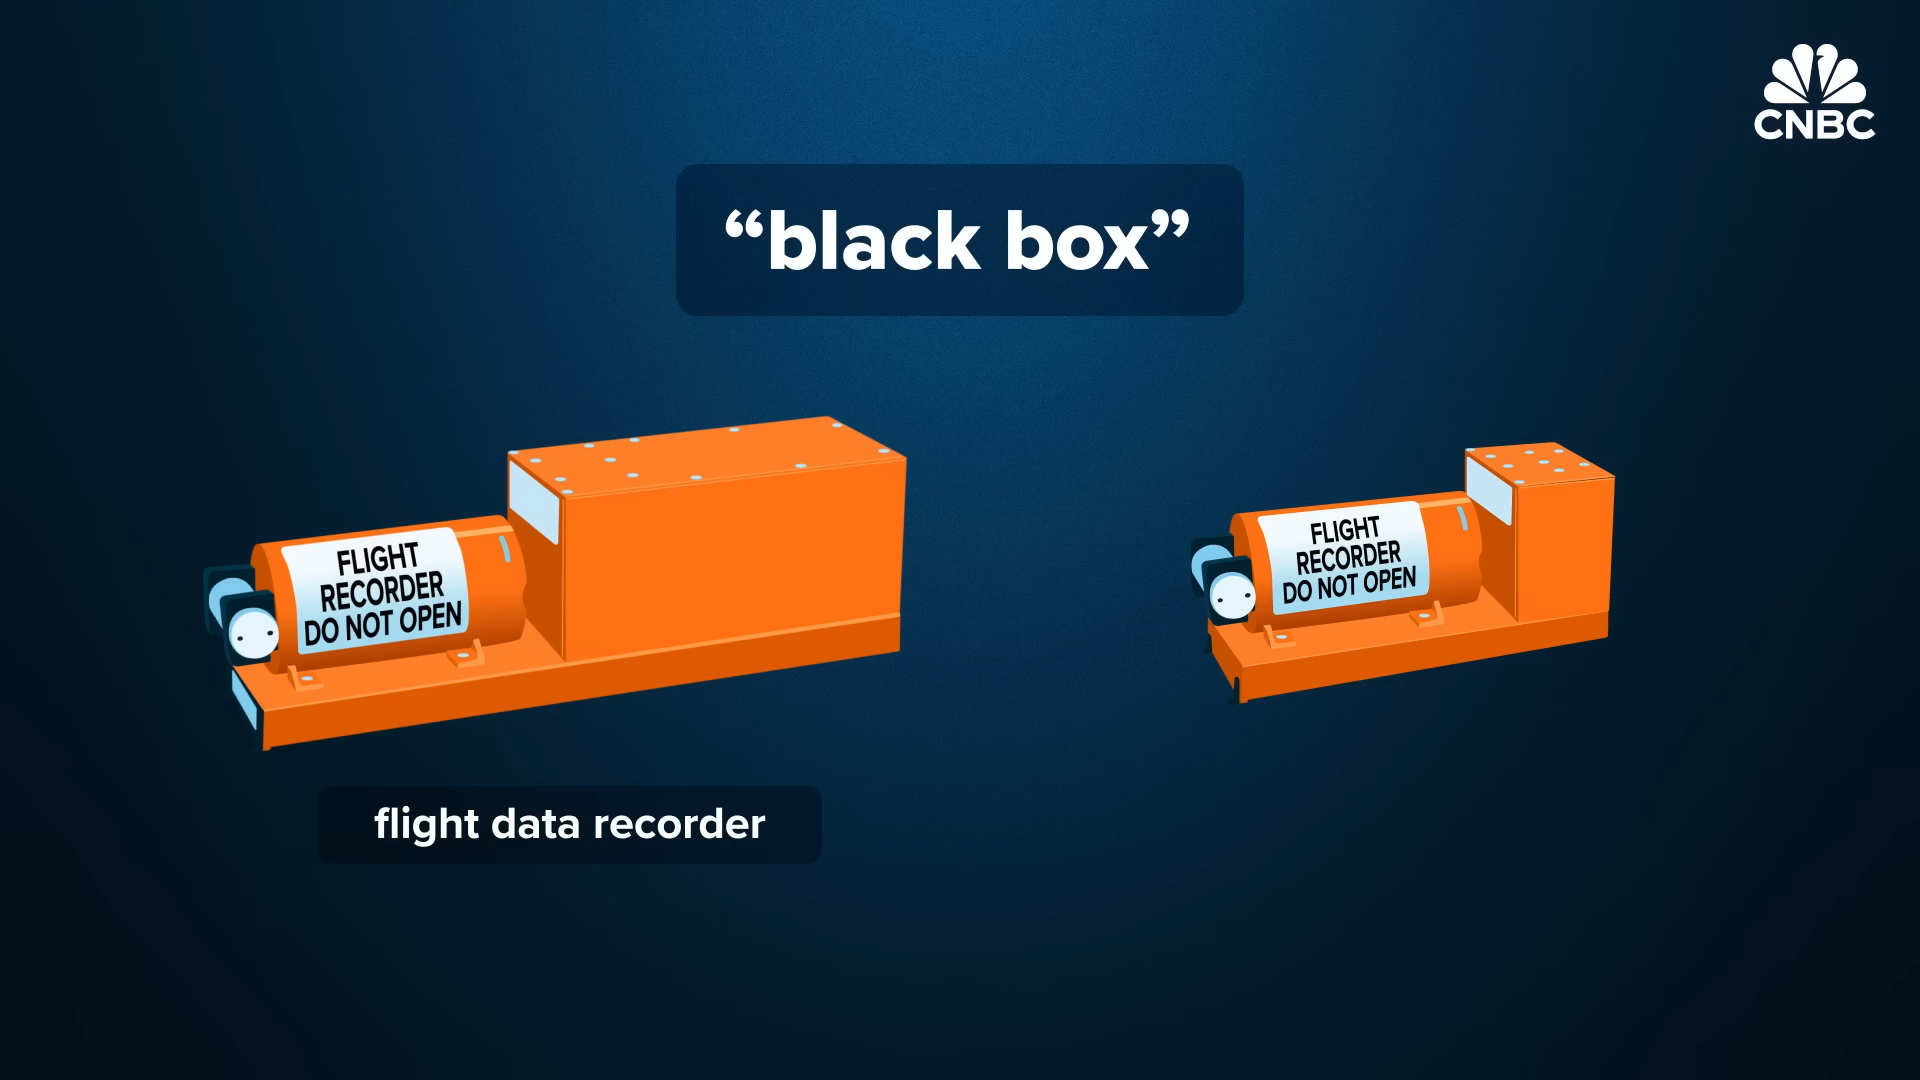 CNBC
“black box”
FLIGHT
RECORDER
DO NOT OPEN
FLIGHT
RECORDER
DO NOT OPEN
flight data recorder